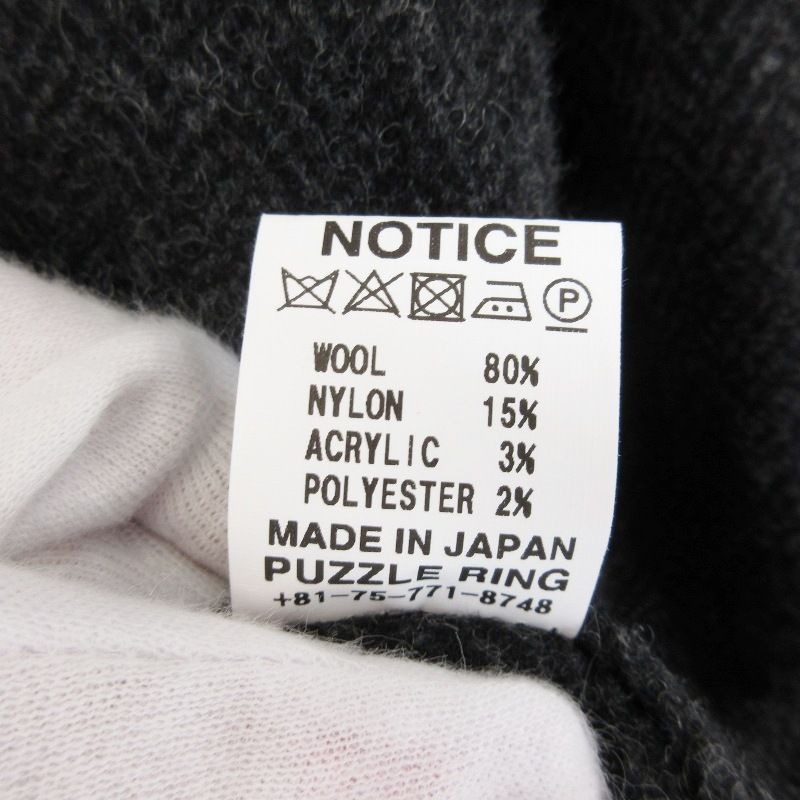 NOTICE
P
WOOL 80%
NYLON 15%
ACRYLIC 3%
POLYESTER 2%
MADE IN JAPAN
PUZZLE RING
+81-75-771-8748